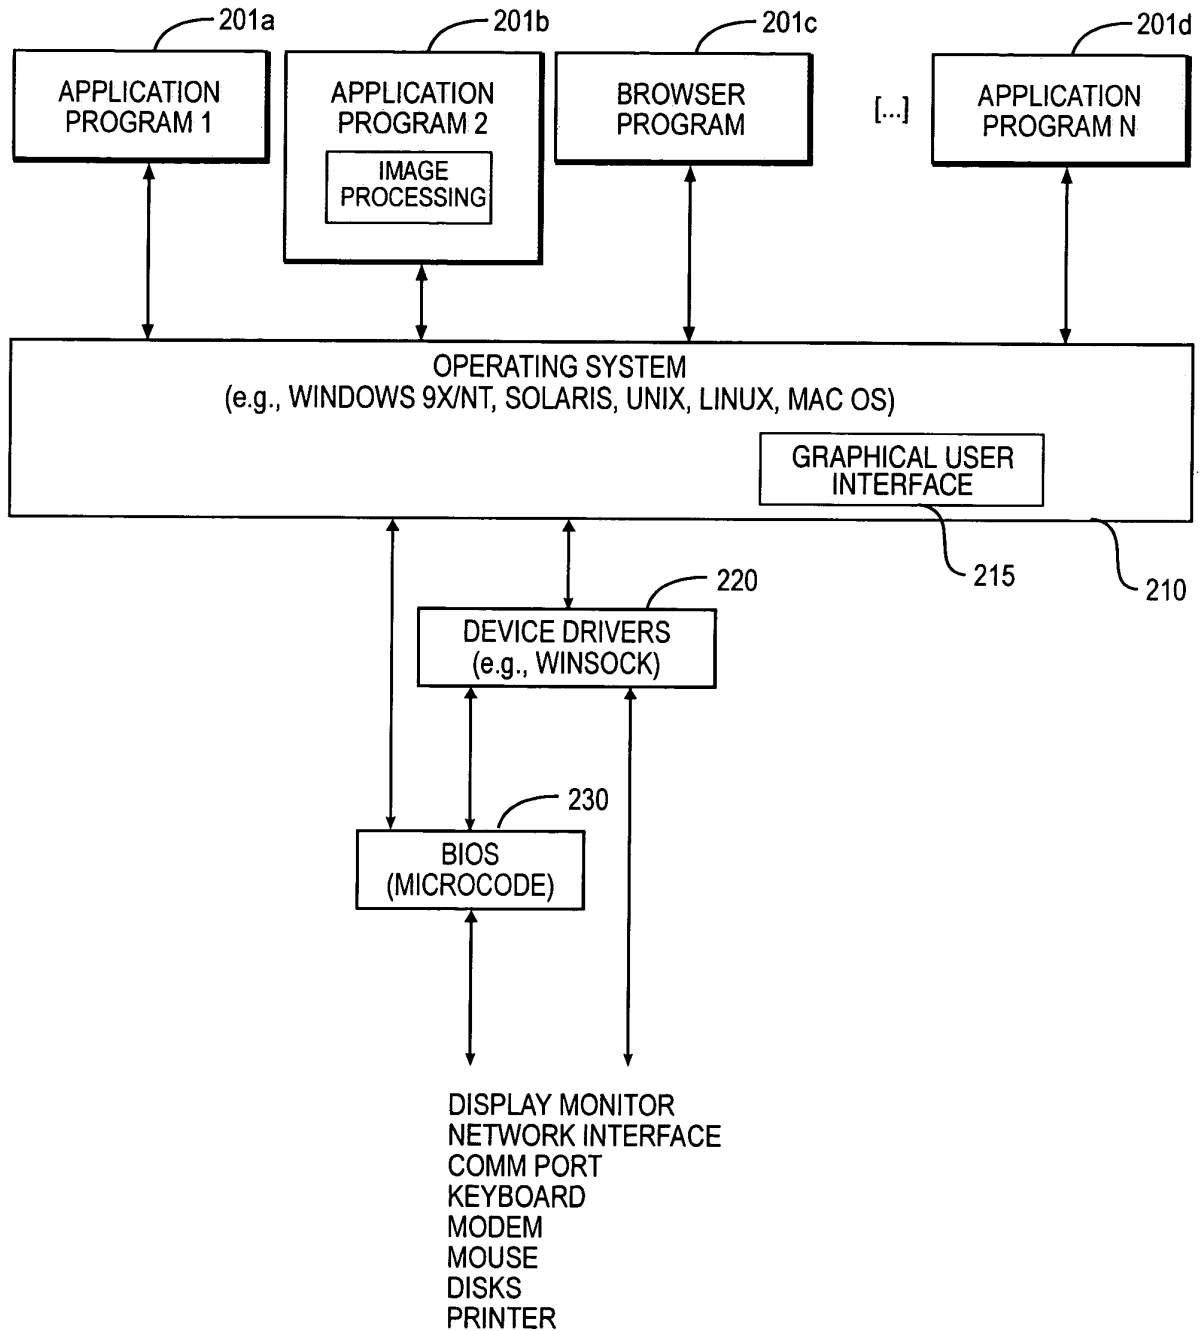 201a
201b
201c
201d
APPLICATION
PROGRAM 1
APPLICATION
PROGRAM 2
IMAGE
PROCESSING
BROWSER
PROGRAM
[...]
APPLICATION
PROGRAM N
OPERATING SYSTEM
(e.g., WINDOWS 9X/NT, SOLARIS, UNIX, LINUX, MAC OS)
GRAPHICAL USER
INTERFACE
215
210
220
DEVICE DRIVERS
(e.g., WINSOCK)
230
BIOS
(MICROCODE)
DISPLAY MONITOR
NETWORK INTERFACE
COMM PORT
KEYBOARD
MODEM
MOUSE
DISKS
PRINTER